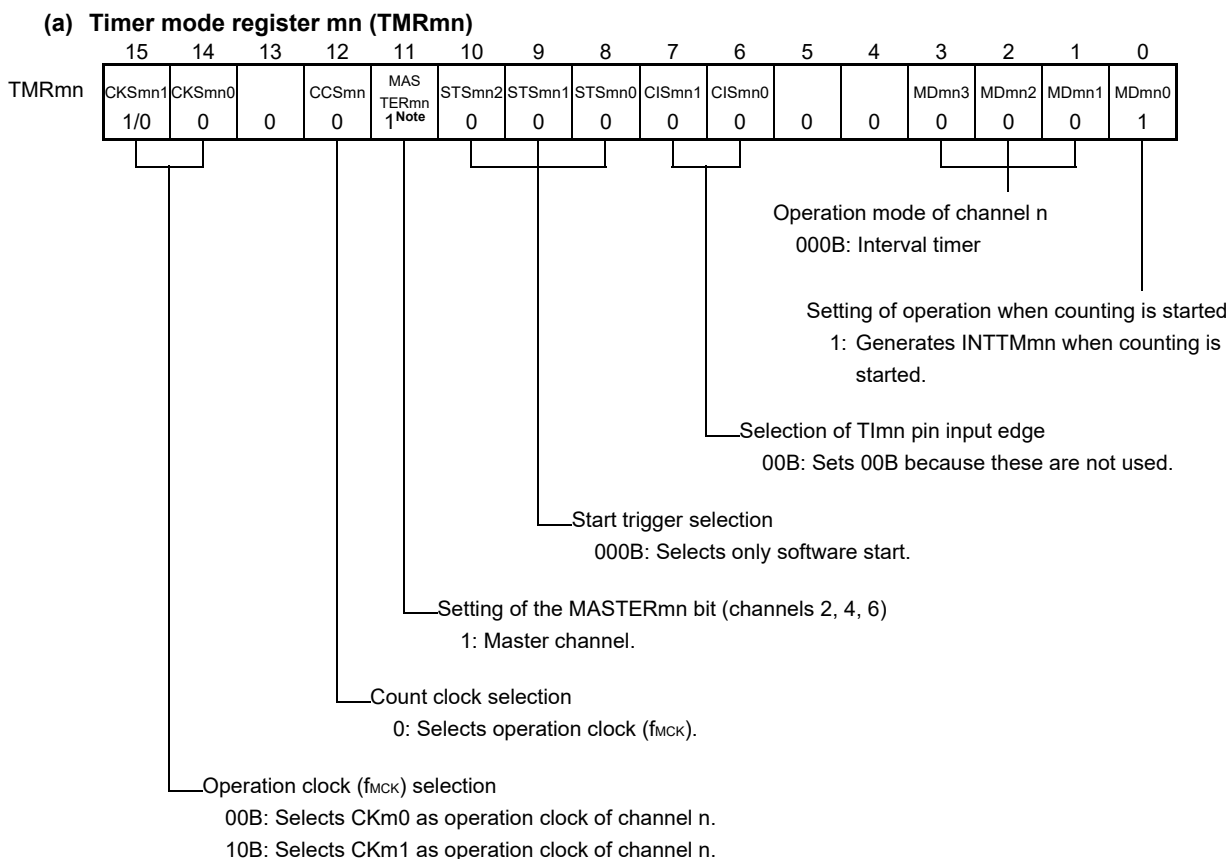 (a) Timer mode register mn (TMRmn)
15 14 13 12 11 10 9 8 7 6 5 4 3 2 1 0
TMRmn
CKSmn1 CKSmn0 CCSmn MAS TERmn STSmn2 STSmn1 STSmn0 CISmn1 CISmn0 MDmn3 MDmn2 MDmn1 MDmn0
1/0 0 0 0 1Note 0 0 0 0 0 0 0 0 0 0 1
Operation mode of channel n
000B: Interval timer
Setting of operation when counting is started
1: Generates INTTMmn when counting is
started.
Selection of TImn pin input edge
00B: Sets 00B because these are not used.
Start trigger selection
000B: Selects only software start.
Setting of the MASTERmn bit (channels 2, 4, 6)
1: Master channel.
Count clock selection
0: Selects operation clock (fMCK).
Operation clock (fMCK) selection
00B: Selects CKm0 as operation clock of channel n.
10B: Selects CKm1 as operation clock of channel n.